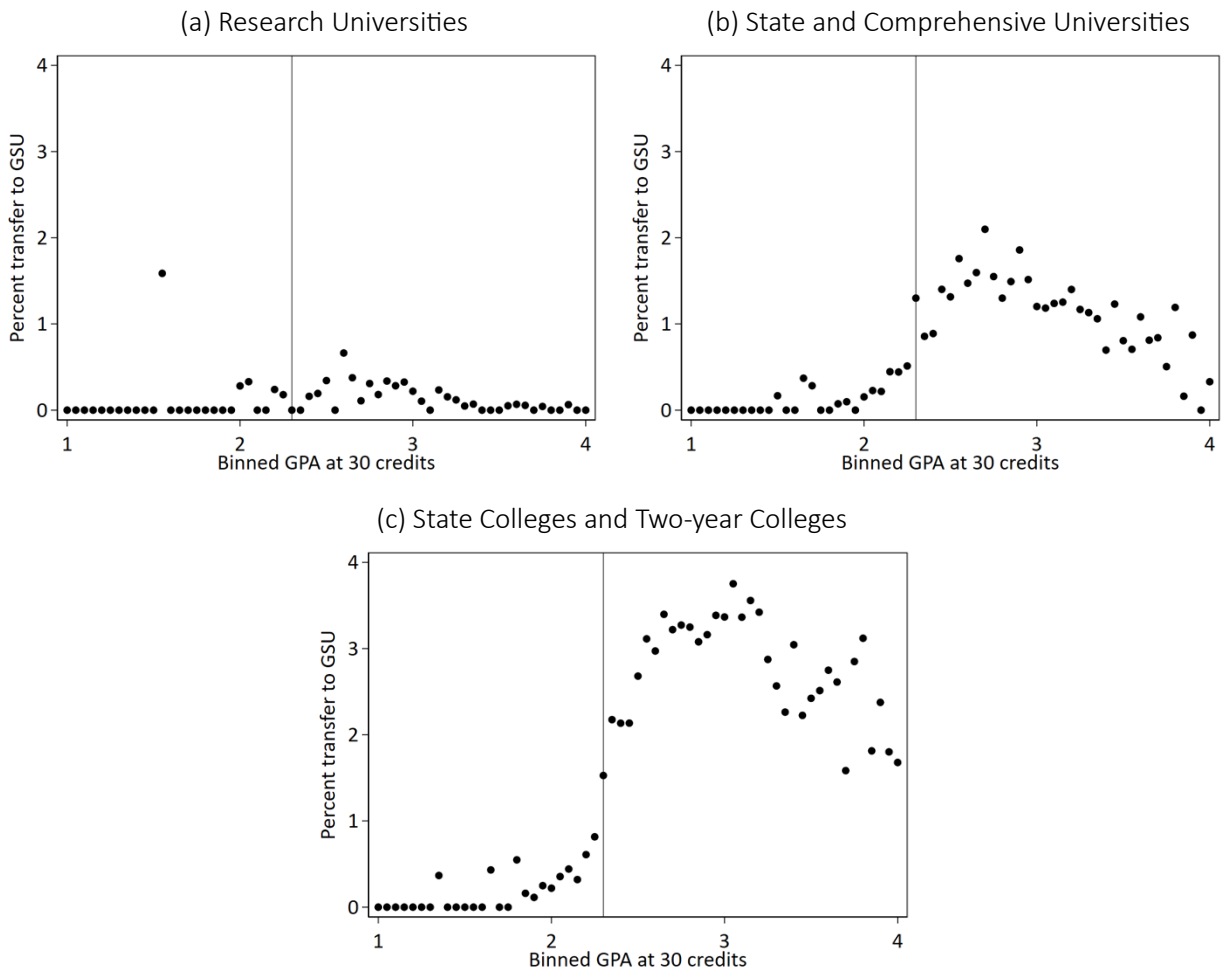 (a) Research Universities
Percent transfer to GSU
4
3
2
1
0
1 2 3 4
Binned GPA at 30 credits
(b) State and Comprehensive Universities
Percent transfer to GSU
4
3
2
1
0
1 2 3 4
Binned GPA at 30 credits
(c) State Colleges and Two-year Colleges
Percent transfer to GSU
4
3
2
1
0
1 2 3 4
Binned GPA at 30 credits